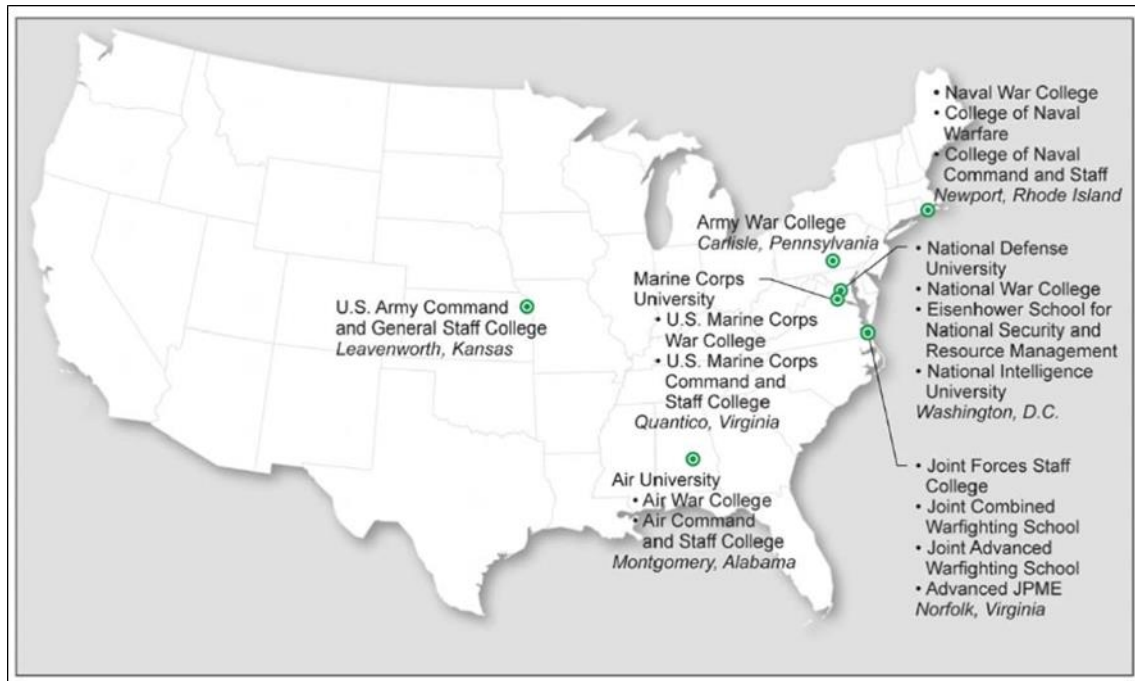 • Naval War College
• College of Naval
Warfare
• College of Naval
Command and Staff
Newport, Rhode Island
Army War College
Carlisle, Pennsylvania
• National Defense
University
• National War College
• Eisenhower School for
National Security and
Resource Management
• National Intelligence
University
Washington, D.C.
Marine Corps
University
• U.S. Marine Corps
War College
• U.S. Marine Corps
Command and
Staff College
Quantico, Virginia
U.S. Army Command
and General Staff College
Leavenworth, Kansas
Air University
• Air War College
• Air Command
and Staff College
Montgomery, Alabama
• Joint Forces Staff
College
• Joint Combined
Warfighting School
• Joint Advanced
Warfighting School
• Advanced JPME
Norfolk, Virginia